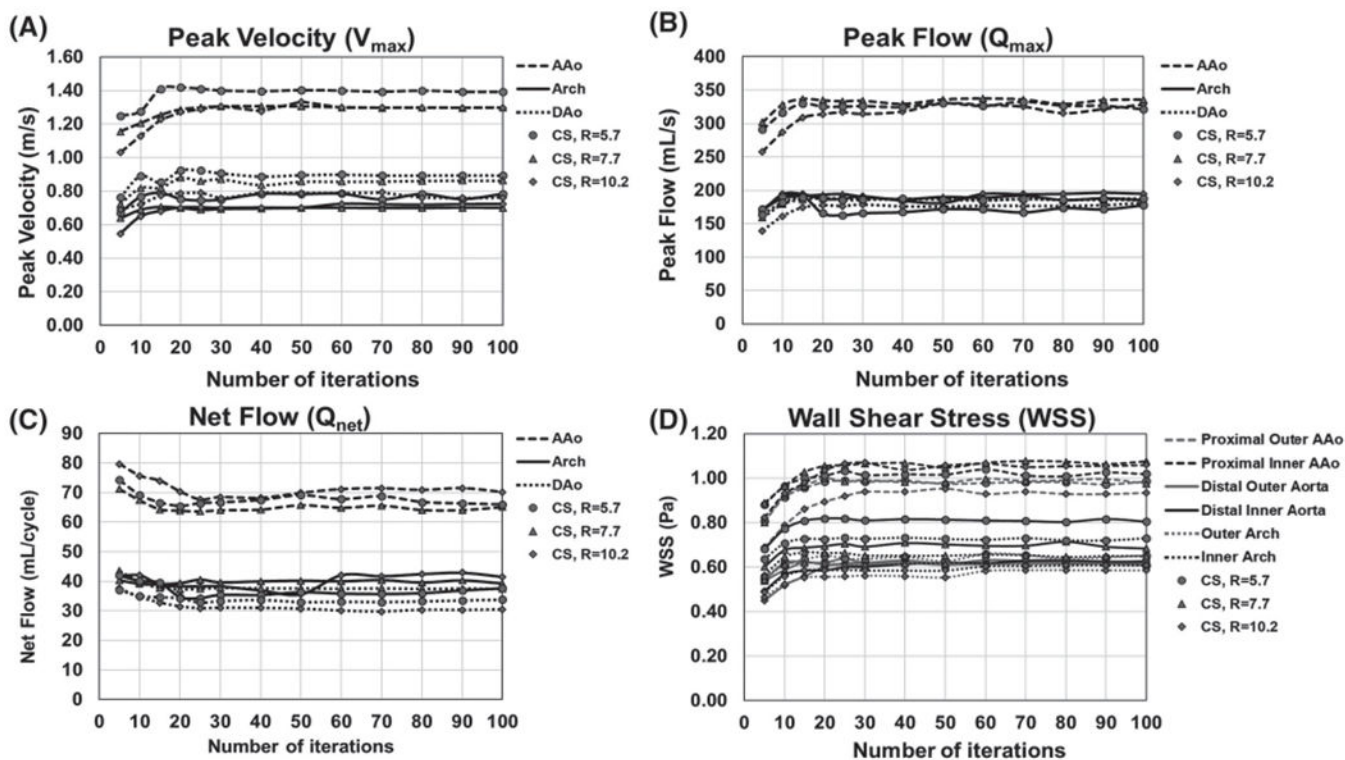 (A)
Peak Velocity (Vmax)
Peak Velocity (m/s)
1.60
1.40
1.20
1.00
0.80
0.60
0.40
0.20
0.00
0 10 20 30 40 50 60 70 80 90 100
Number of iterations
AAo
Arch
DAo
CS, R=5.7
CS, R=7.7
CS, R=10.2
(B)
Peak Flow (Qmax)
Peak Flow (mL/s)
400
350
300
250
200
150
100
50
0
0 10 20 30 40 50 60 70 80 90 100
Number of iterations
AAo
Arch
DAo
CS, R=5.7
CS, R=7.7
CS, R=10.2
(C)
Net Flow (Qnet)
Net Flow (mL/cycle)
90
80
70
60
50
40
30
20
10
0
0 10 20 30 40 50 60 70 80 90 100
Number of iterations
AAo
Arch
DAo
CS, R=5.7
CS, R=7.7
CS, R=10.2
(D)
Wall Shear Stress (WSS)
WSS (Pa)
1.20
1.00
0.80
0.60
0.40
0.20
0.00
0 10 20 30 40 50 60 70 80 90 100
Number of iterations
Proximal Outer AAo
Proximal Inner AAo
Distal Outer Aorta
Distal Inner Aorta
Outer Arch
Inner Arch
CS, R=5.7
CS, R=7.7
CS, R=10.2